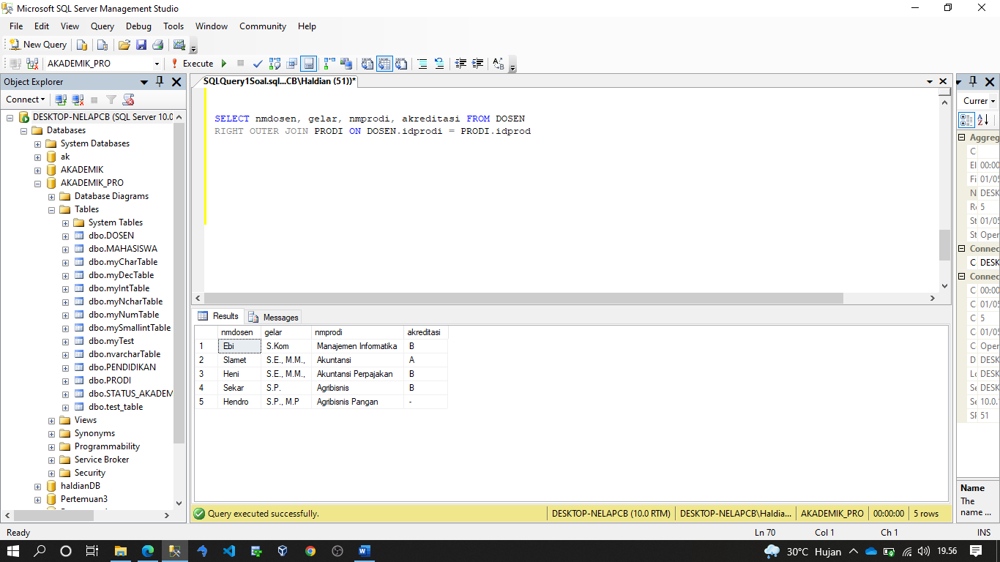 Microsoft SQL Server Management Studio
File Edit View Query Debug Tools Window Community Help
New Query
AKADEMIK_PRO Execute
Object Explorer
Connect
DESKTOP-NELAPCB (SQL Server 10.0
Databases
System Databases
ak
AKADEMIK
AKADEMIK_PRO
Database Diagrams
Tables
System Tables
dbo.DOSEN
dbo.MAHASISWA
dbo.myCharTable
dbo.myDecTable
dbo.myIntTable
dbo.myNcharTable
dbo.myNumTable
dbo.mySmallintTable
dbo.myTest
dbo.nvarcharTable
dbo.PENDIDIKAN
dbo.PRODI
dbo.STATUS_AKADEM
dbo.test_table
Views
Synonyms
Programmability
Service Broker
Security
haldianDB
Pertemuan3
SQLQuery1Soal.sql...CB\Haldian (51))*
SELECT nmdosen, gelar, nmprodi, akreditasi FROM DOSEN
RIGHT OUTER JOIN PRODI ON DOSEN.idprodi = PRODI.idprod
Results Messages
nmdosen gelar nmprodi akreditasi
1 Ebi S.Kom Manajemen Informatika B
2 Slamet S.E., M.M., Akuntansi A
3 Heni S.E., M.M., Akuntansi Perpajakan B
4 Sekar S.P. Agribisnis B
5 Hendro S.P., M.P Agribisnis Pangan -
Query executed successfully. DESKTOP-NELAPCB (10.0 RTM) DESKTOP-NELAPCB\Haldia... AKADEMIK_PRO 00:00:00 5 rows
Currer
Aggreg
C
El 00:00
Fi 01/05
N DESK
5
St 01/05
St Oper
Connec
C DESK
Connec
C 00:00
C 01/05
C 5
C 01/05
C Oper
D DESK
DESK
Se DESK
Se 10.0.
SF 51
Name
The
name ...
Ready Ln 70 Col 1 Ch 1 INS
30°C Hujan 19.56